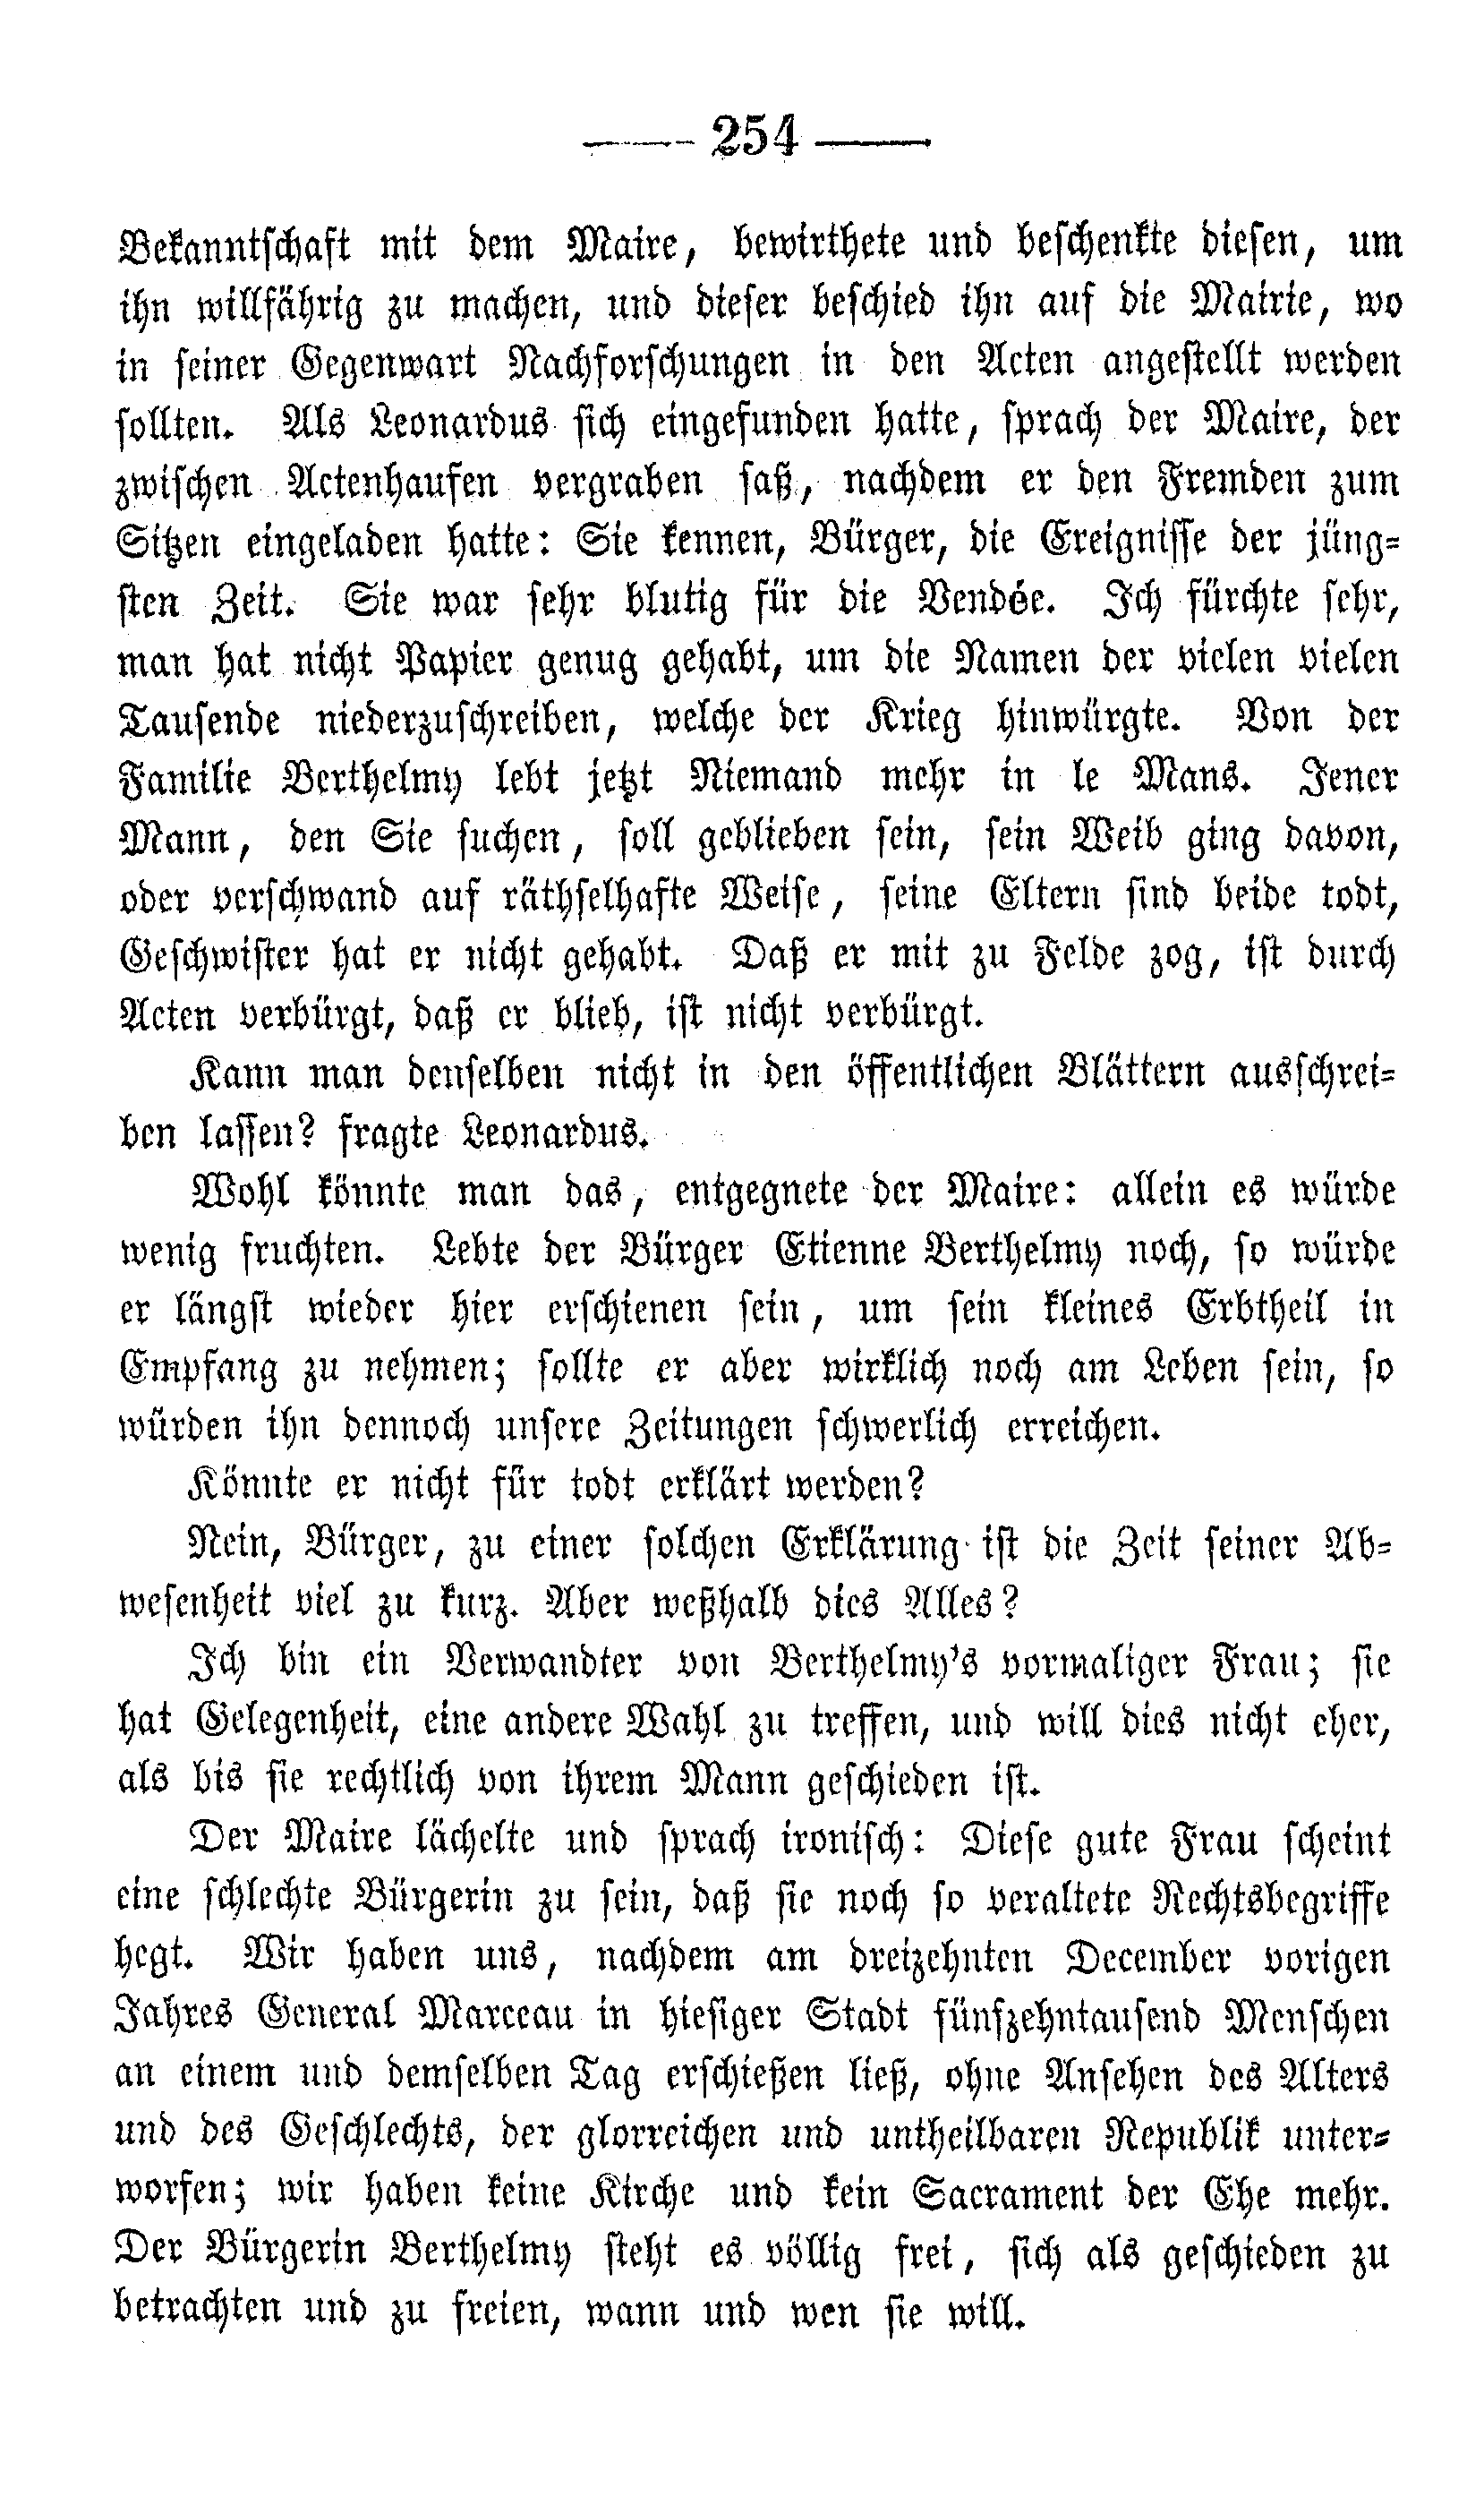 — 254 —
Bekanntschaft mit dem Maire, bewirthete und beschenkte diesen, um
ihn willfährig zu machen, und dieser beschied ihn auf die Mairie, wo
in seiner Gegenwart Nachforschungen in den Acten angestellt werden
sollten. Als Leonardus sich eingefunden hatte, sprach der Maire, der
zwischen Actenhaufen vergraben saß, nachdem er den Fremden zum
Sitzen eingeladen hatte: Sie kennen, Bürger, die Ereignisse der jüng-
sten Zeit. Sie war sehr blutig für die Vendée. Ich fürchte sehr,
man hat nicht Papier genug gehabt, um die Namen der vielen vielen
Tausende niederzuschreiben, welche der Krieg hinwürgte. Von der
Familie Berthelmy lebt jetzt Niemand mehr in le Mans. Jener
Mann, den Sie suchen, soll geblieben sein, sein Weib ging davon,
oder verschwand auf räthselhafte Weise, seine Eltern sind beide todt,
Geschwister hat er nicht gehabt. Daß er mit zu Felde zog, ist durch
Acten verbürgt, daß er blieb, ist nicht verbürgt.
Kann man denselben nicht in den öffentlichen Blättern ausschrei-
ben lassen? fragte Leonardus.
Wohl könnte man das, entgegnete der Maire: allein es würde
wenig fruchten. Lebte der Bürger Etienne Berthelmy noch, so würde
er längst wieder hier erschienen sein, um sein kleines Erbtheil in
Empfang zu nehmen; sollte er aber wirklich noch am Leben sein, so
würden ihn dennoch unsere Zeitungen schwerlich erreichen.
Könnte er nicht für todt erklärt werden?
Nein, Bürger, zu einer solchen Erklärung ist die Zeit seiner Ab-
wesenheit viel zu kurz. Aber weßhalb dies Alles?
Ich bin ein Verwandter von Berthelmy's vormaliger Frau; sie
hat Gelegenheit, eine andere Wahl zu treffen, und will dies nicht eher,
als bis sie rechtlich von ihrem Mann geschieden ist.
Der Maire lächelte und sprach ironisch: Diese gute Frau scheint
eine schlechte Bürgerin zu sein, daß sie noch so veraltete Rechtsbegriffe
hegt. Wir haben uns, nachdem am dreizehnten December vorigen
Jahres General Marceau in hiesiger Stadt fünfzehntausend Menschen
an einem und demselben Tag erschießen ließ, ohne Ansehen des Alters
und des Geschlechts, der glorreichen und untheilbaren Republik unter-
worfen; wir haben keine Kirche und kein Sacrament der Ehe mehr.
Der Bürgerin Berthelmy steht es völlig frei, sich als geschieden zu
betrachten und zu freien, wann und wen sie will.